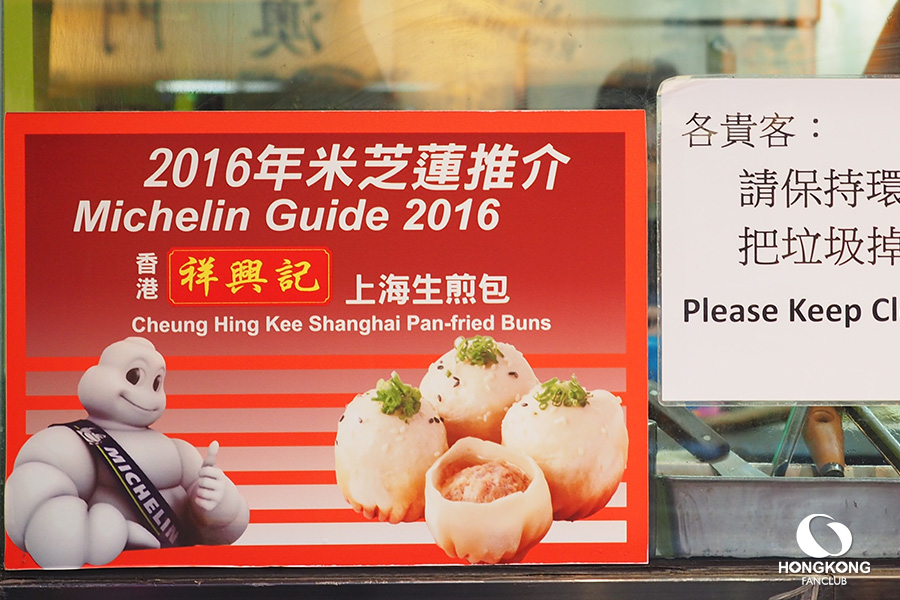 2016年米芝蓮推介
Michelin Guide 2016
香港
祥興記
上海生煎包
Cheung Hing Kee Shanghai Pan-fried Buns
MICHELIN
各貴客：
請保持環
把垃圾掉
Please Keep Cl
HONGKONG
FANCLUB